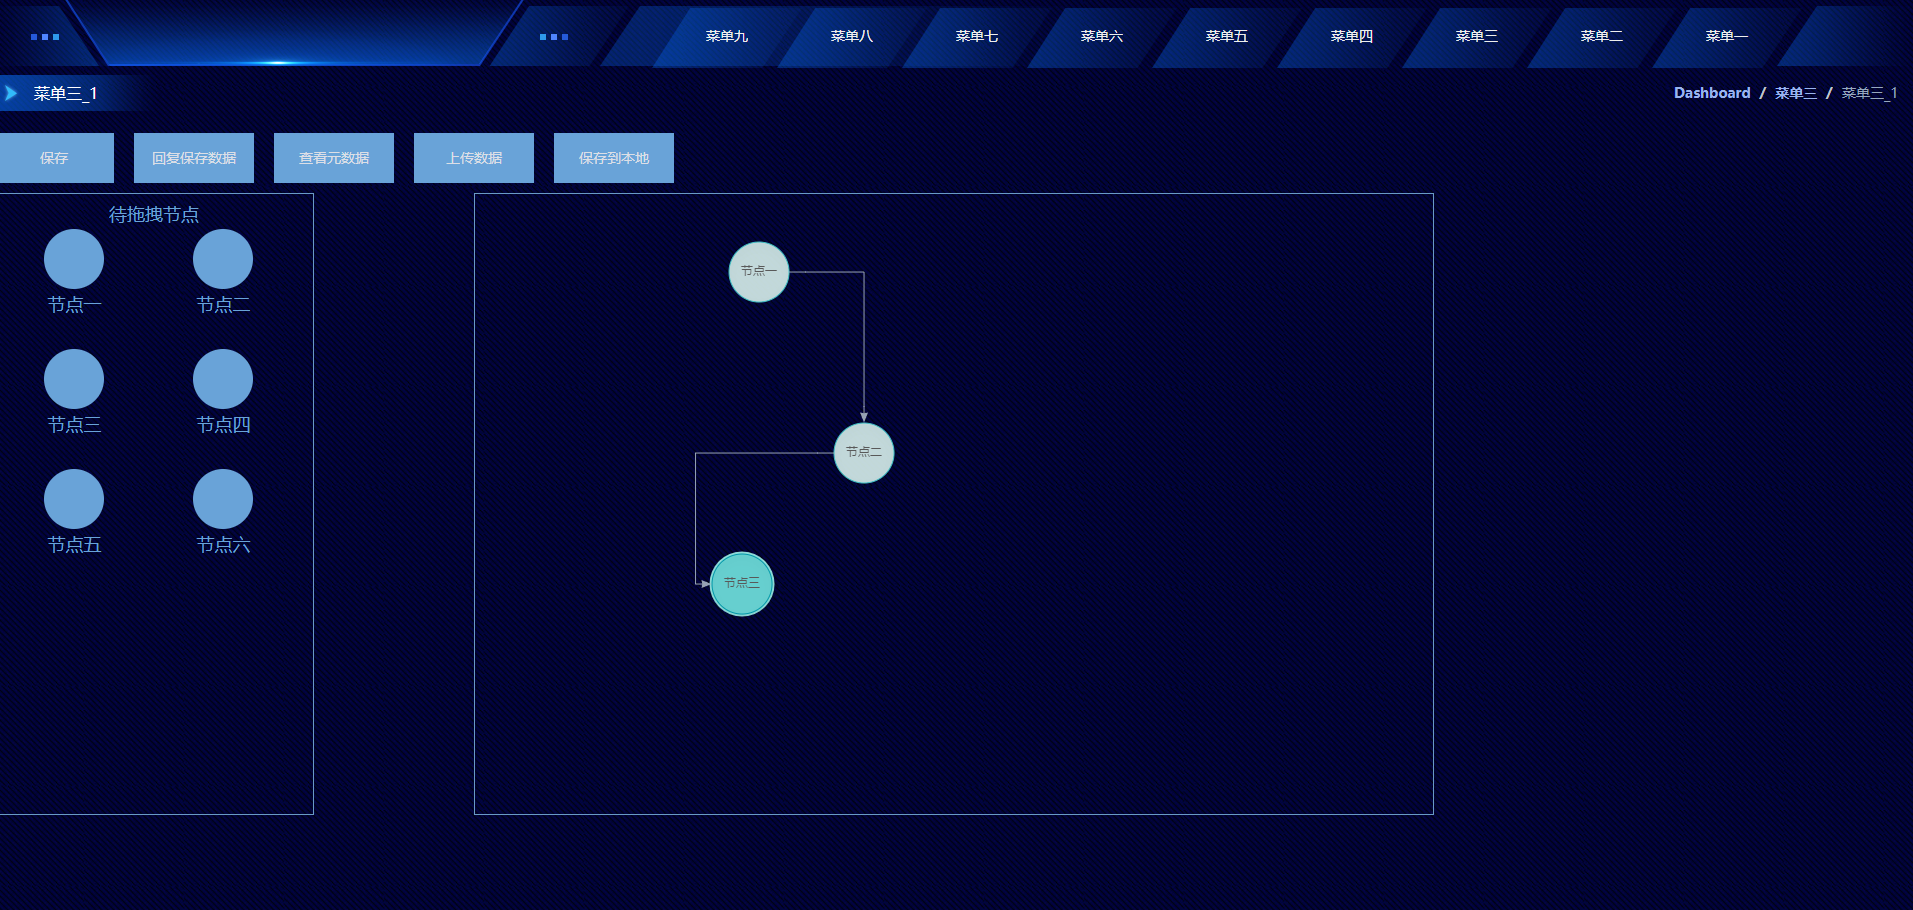 菜单九 菜单八 菜单七 菜单六 菜单五 菜单四 菜单三 菜单二 菜单一
菜单三_1
Dashboard / 菜单三 / 菜单三_1
保存 回复保存数据 查看元数据 上传数据 保存到本地
待拖拽节点
节点一 节点二
节点三 节点四
节点五 节点六
节点一
节点二
节点三